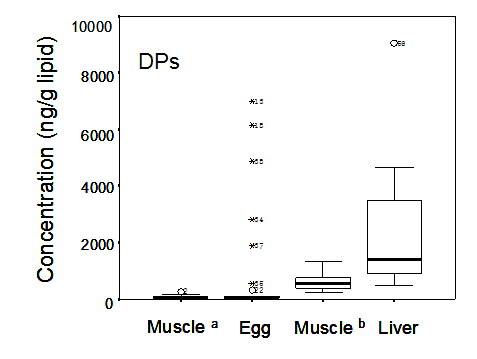 10000
8000
6000
4000
2000
0
Concentration (ng/g lipid)
DPs
Muscle a
Egg
Muscle b
Liver